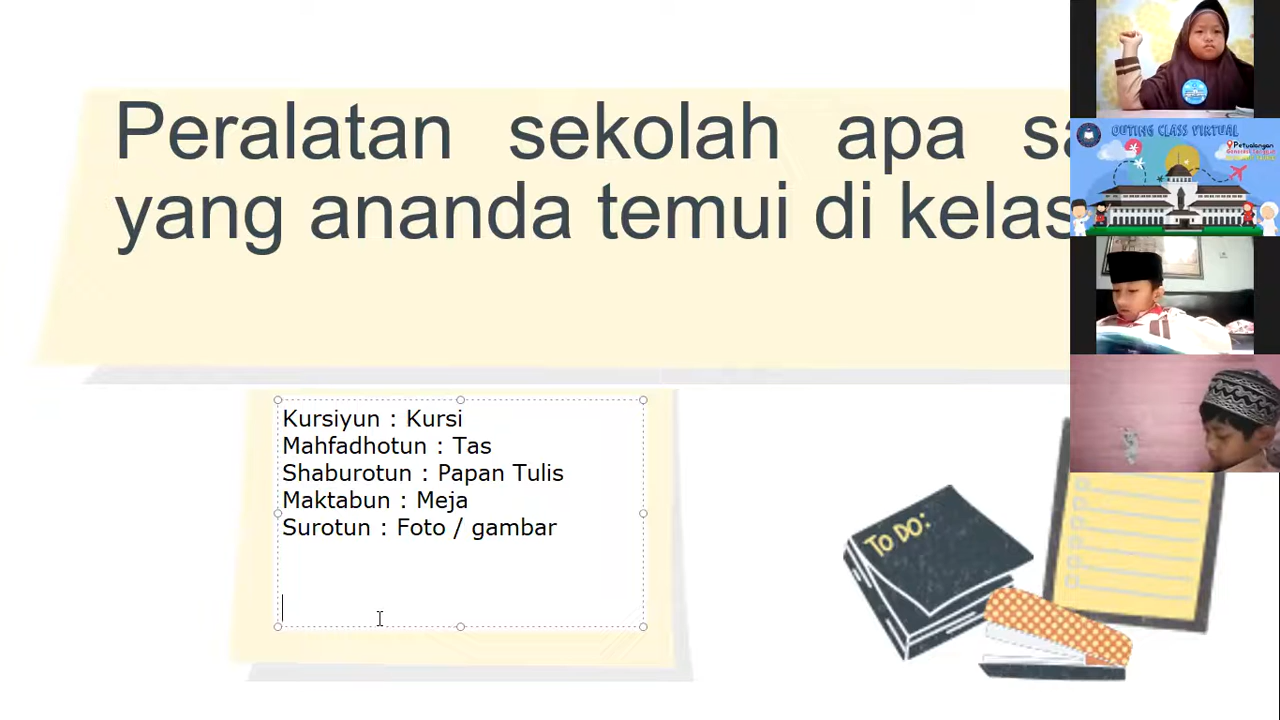 Peralatan sekolah apa sa
yang ananda temui di kelas
Kursiyun : Kursi
Mahfadhotun : Tas
Shaburotun : Papan Tulis
Maktabun : Meja
Surotun : Foto / gambar
TO DO:
OUTING CLASS VIRTUAL
Petualangan